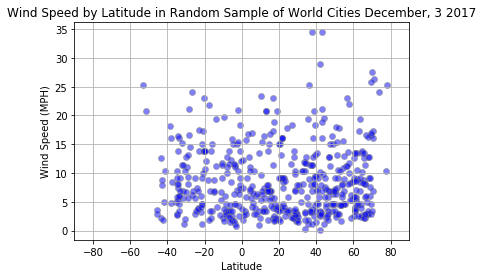 Wind Speed by Latitude in Random Sample of World Cities December, 3 2017
35
30
25
20
15
10
5
0
Wind Speed (MPH)
−80 −60 −40 −20 0 20 40 60 80
Latitude